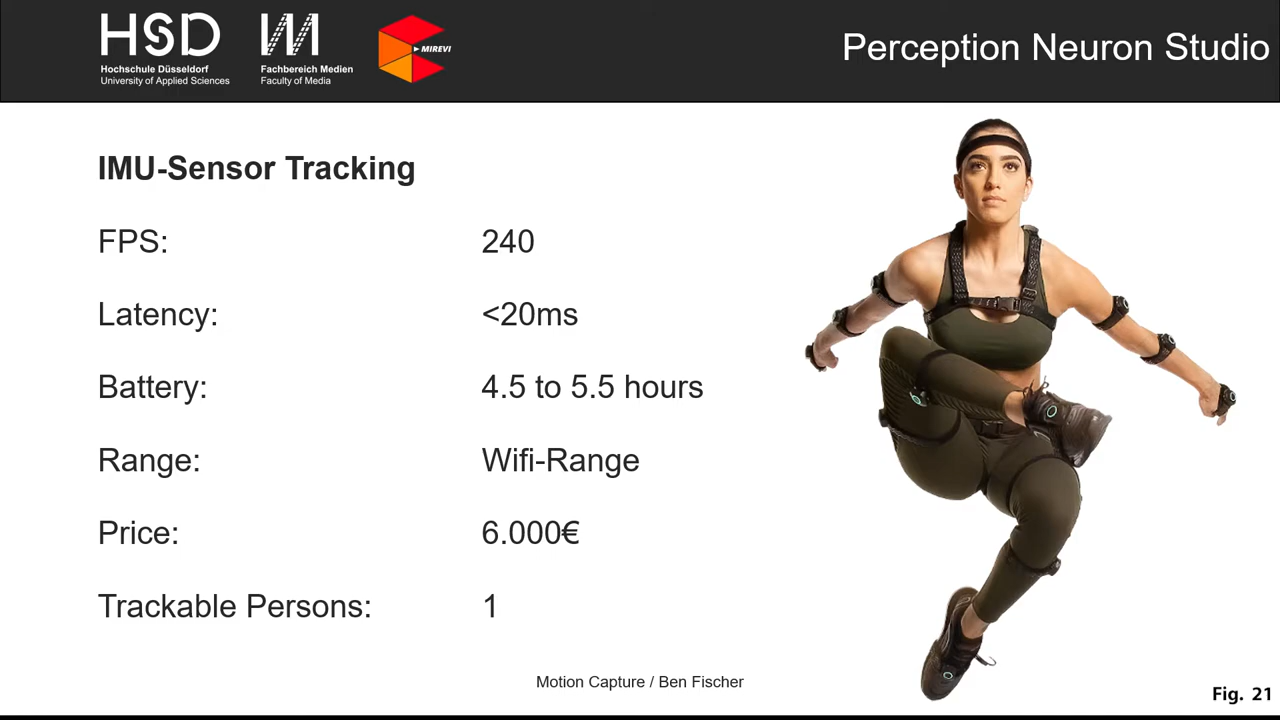 HSD
Hochschule Düsseldorf
University of Applied Sciences
Fachbereich Medien
Faculty of Media
MIREVI
Perception Neuron Studio
IMU-Sensor Tracking
FPS: 240
Latency: <20ms
Battery: 4.5 to 5.5 hours
Range: Wifi-Range
Price: 6.000€
Trackable Persons: 1
Motion Capture / Ben Fischer
Fig. 21